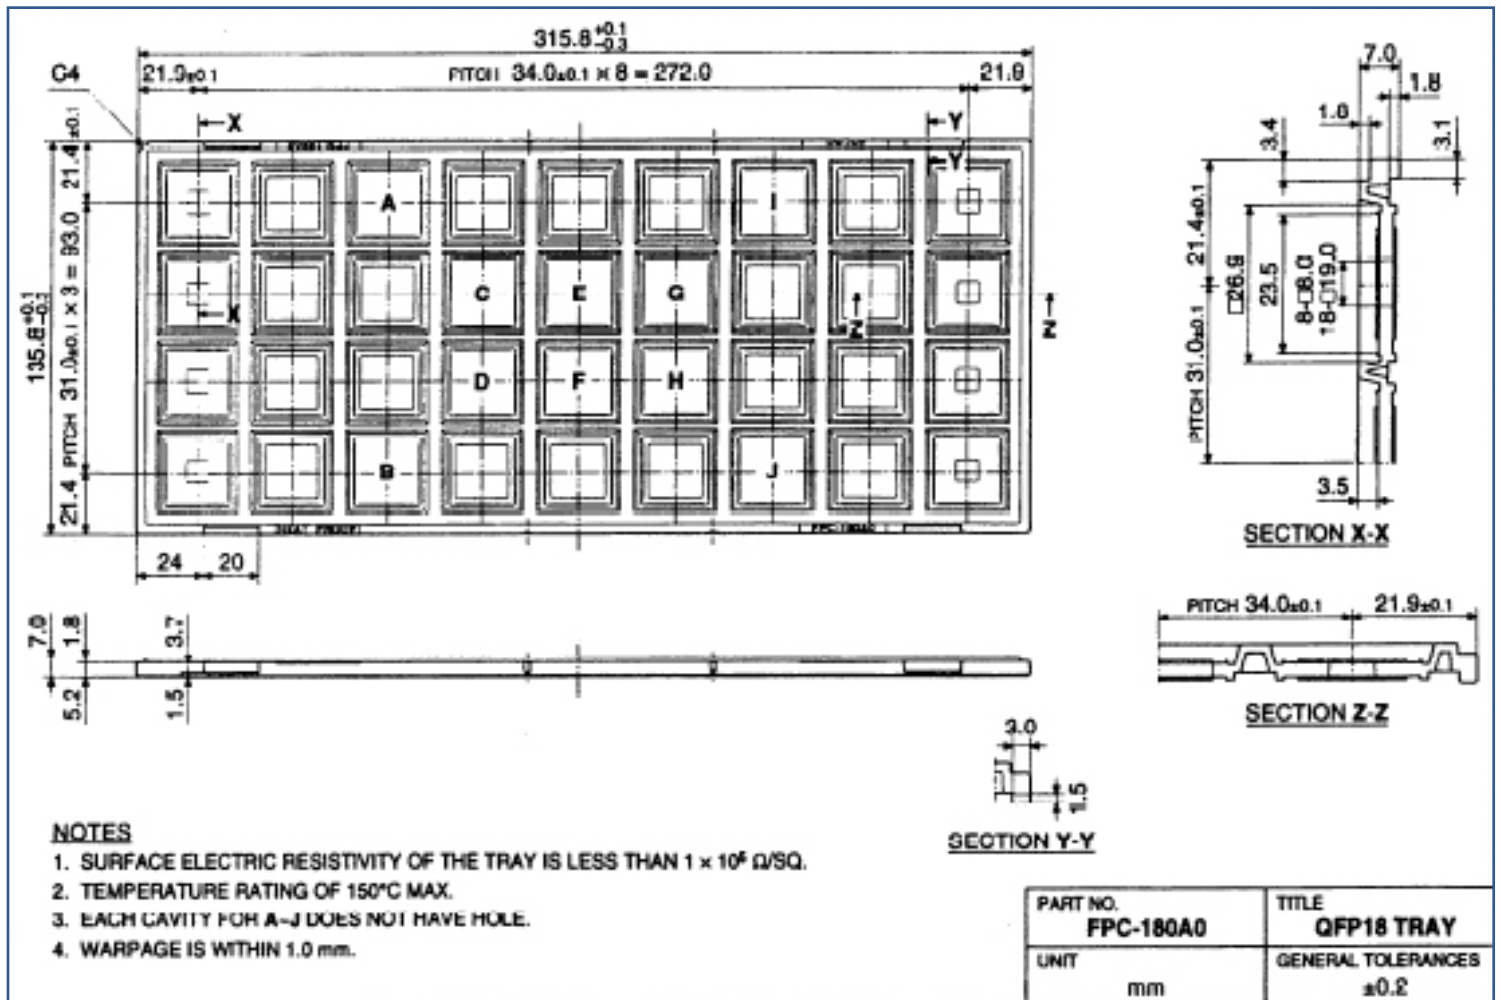 315.8 +0.1 -0.3
C4
21.9±0.1
PITCH 34.0±0.1 × 8 = 272.0
21.9
X
Y
Y
21.4±0.1
PITCH 31.0±0.1 × 3 = 93.0
21.4
135.8
A
I
C
E
G
X
Z
Z
D
F
H
B
J
HEAT PROOF
FPC-180A0
24
20
7.0
1.8
1.0
3.4
3.1
21.4±0.1
PITCH 31.0±0.1
□26.9
23.5
8-□8.0
18-□19.0
3.5
SECTION X-X
7.0
1.8
3.7
5.2
1.5
PITCH 34.0±0.1
21.9±0.1
SECTION Z-Z
3.0
1.5
SECTION Y-Y
NOTES
1. SURFACE ELECTRIC RESISTIVITY OF THE TRAY IS LESS THAN 1 × 10⁶ Ω/SQ.
2. TEMPERATURE RATING OF 150°C MAX.
3. EACH CAVITY FOR A–J DOES NOT HAVE HOLE.
4. WARPAGE IS WITHIN 1.0 mm.
PART NO.
FPC-180A0
TITLE
QFP18 TRAY
UNIT
mm
GENERAL TOLERANCES
±0.2